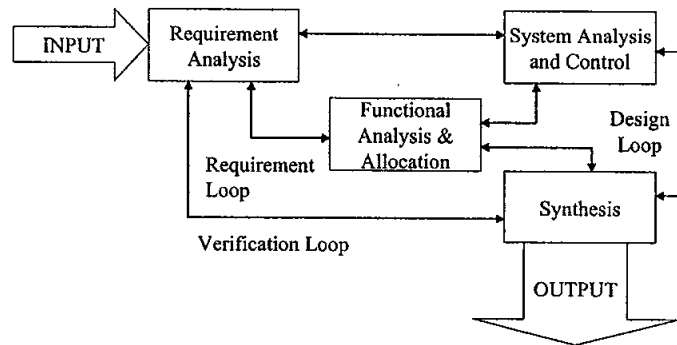 INPUT
Requirement
Analysis
System Analysis
and Control
Functional
Analysis &
Allocation
Design
Loop
Requirement
Loop
Synthesis
Verification Loop
OUTPUT